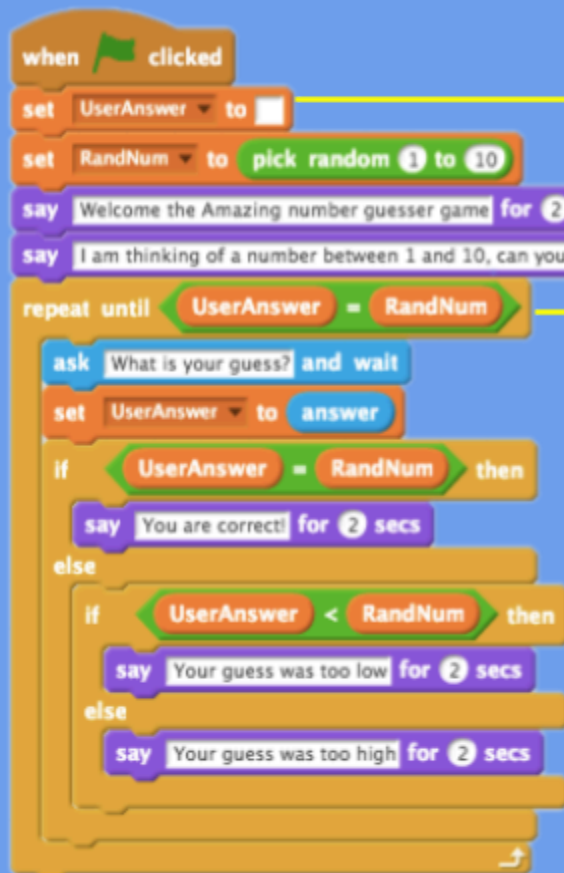 when clicked
set UserAnswer to
set RandNum to pick random 1 to 10
say Welcome the Amazing number guesser game for 2
say I am thinking of a number between 1 and 10, can you
repeat until UserAnswer = RandNum
ask What is your guess? and wait
set UserAnswer to answer
if UserAnswer = RandNum then
say You are correct! for 2 secs
else
if UserAnswer < RandNum then
say Your guess was too low for 2 secs
else
say Your guess was too high for 2 secs